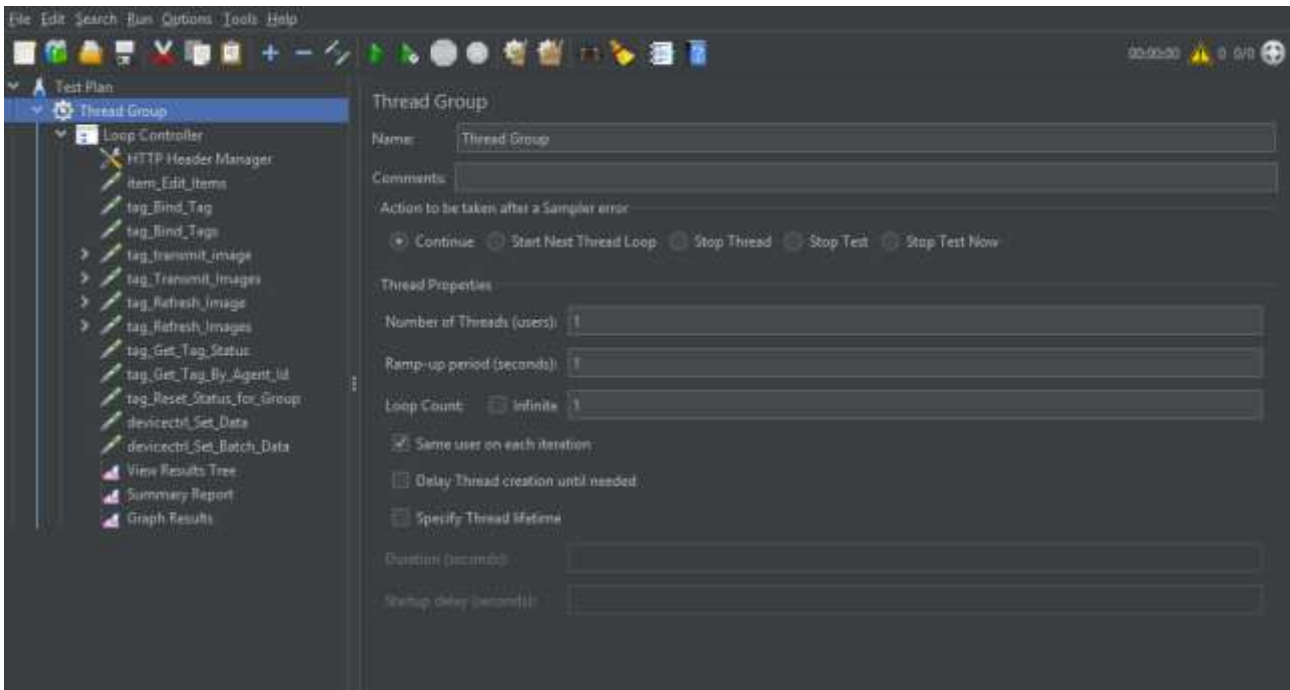 File Edit Search Run Options Tools Help
00:00:00 0 0/0
Test Plan
Thread Group
Loop Controller
HTTP Header Manager
item_Edit_Items
tag_Bind_Tag
tag_Bind_Tags
tag_transmit_image
tag_Transmit_Images
tag_Refresh_Image
tag_Refresh_Images
tag_Get_Tag_Status
tag_Get_Tag_By_Agent_Id
tag_Reset_Status_for_Group
devicectrl_Set_Data
devicectrl_Set_Batch_Data
View Results Tree
Summary Report
Graph Results
Thread Group
Name: Thread Group
Comments:
Action to be taken after a Sampler error
Continue Start Next Thread Loop Stop Thread Stop Test Stop Test Now
Thread Properties
Number of Threads (users): 1
Ramp-up period (seconds): 1
Loop Count: Infinite 1
Same user on each iteration
Delay Thread creation until needed
Specify Thread lifetime
Duration (seconds):
Startup delay (seconds):